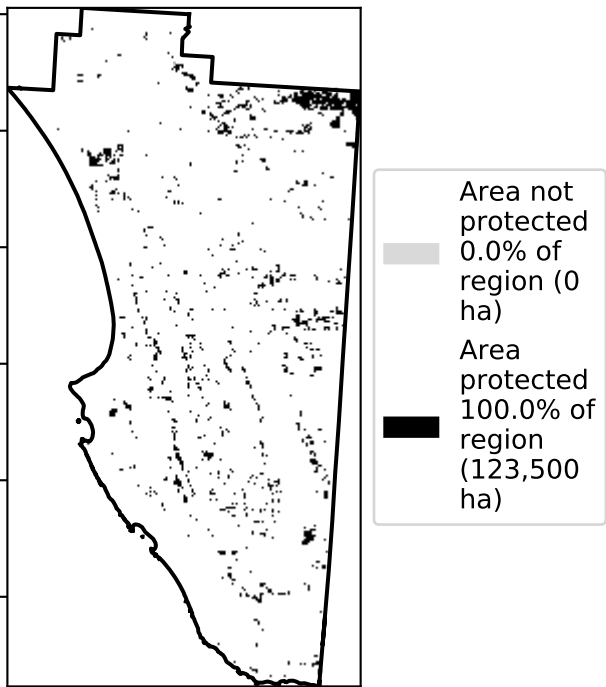 Area not
protected
0.0% of
region (0
ha)
Area
protected
100.0% of
region
(123,500
ha)